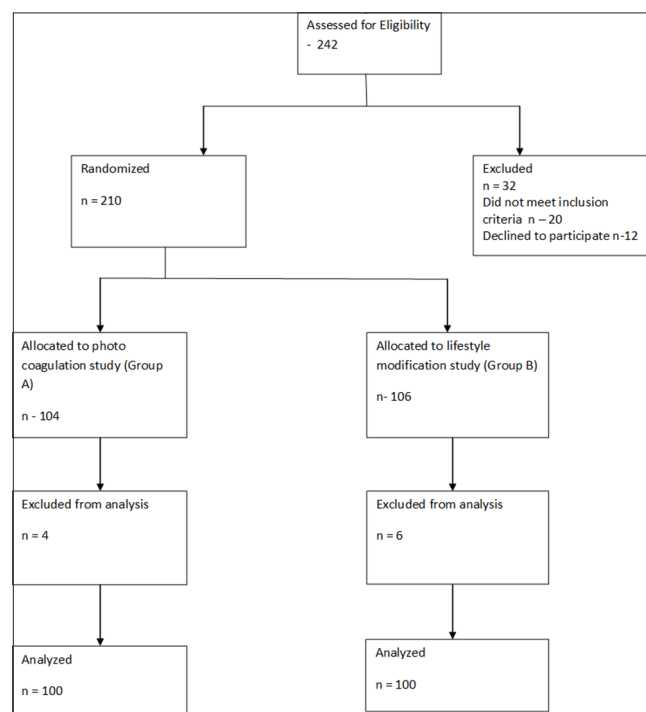 Assessed for Eligibility
- 242
Randomized
n = 210
Excluded
n = 32
Did not meet inclusion
criteria n – 20
Declined to participate n-12
Allocated to photo
coagulation study (Group
A)
n - 104
Allocated to lifestyle
modification study (Group B)
n- 106
Excluded from analysis
n = 4
Excluded from analysis
n = 6
Analyzed
n = 100
Analyzed
n = 100